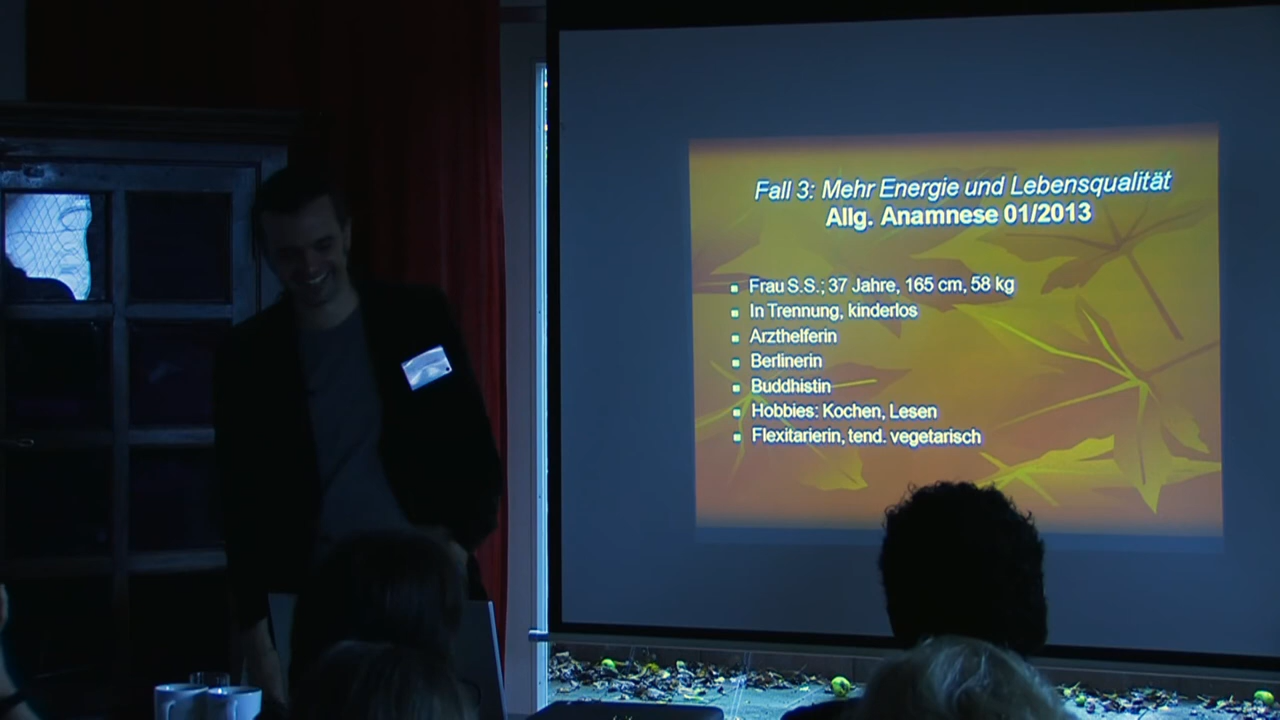 Fall 3: Mehr Energie und Lebensqualität
Allg. Anamnese 01/2013
Frau S.S.; 37 Jahre, 165 cm, 58 kg
In Trennung, kinderlos
Arzthelferin
Berlinerin
Buddhistin
Hobbies: Kochen, Lesen
Flexitarierin, tend. vegetarisch